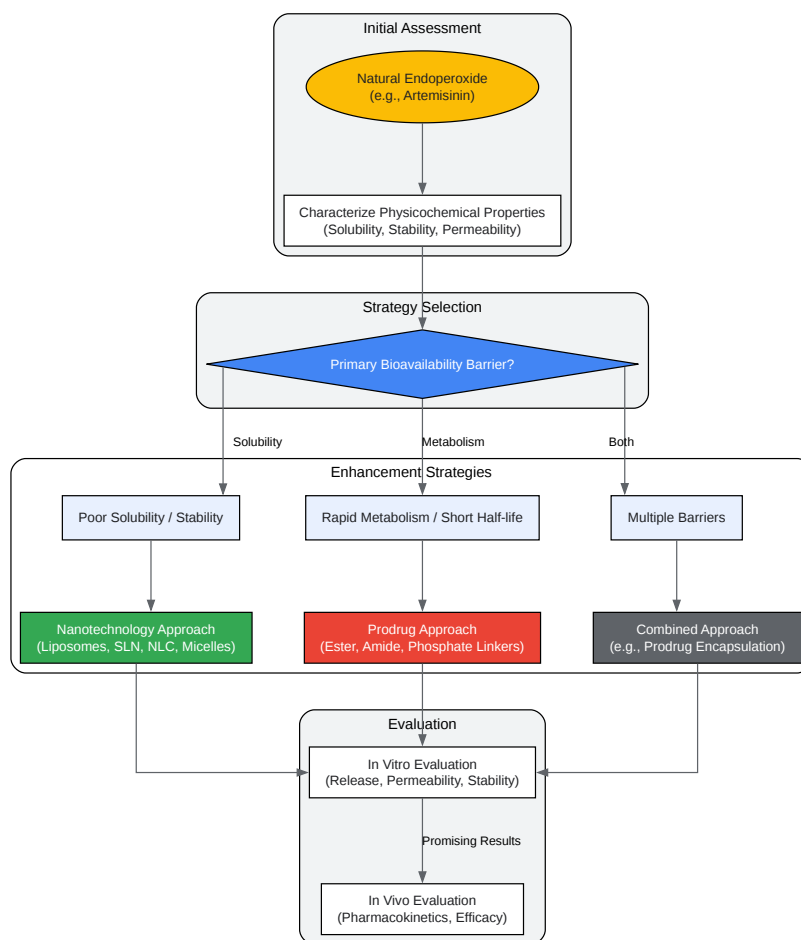 Initial Assessment
Natural Endoperoxide
(e.g., Artemisinin)
Characterize Physicochemical Properties
(Solubility, Stability, Permeability)
Strategy Selection
Primary Bioavailability Barrier?
Solubility
Metabolism
Both
Enhancement Strategies
Poor Solubility / Stability
Rapid Metabolism / Short Half-life
Multiple Barriers
Nanotechnology Approach
(Liposomes, SLN, NLC, Micelles)
Prodrug Approach
(Ester, Amide, Phosphate Linkers)
Combined Approach
(e.g., Prodrug Encapsulation)
Evaluation
In Vitro Evaluation
(Release, Permeability, Stability)
Promising Results
In Vivo Evaluation
(Pharmacokinetics, Efficacy)